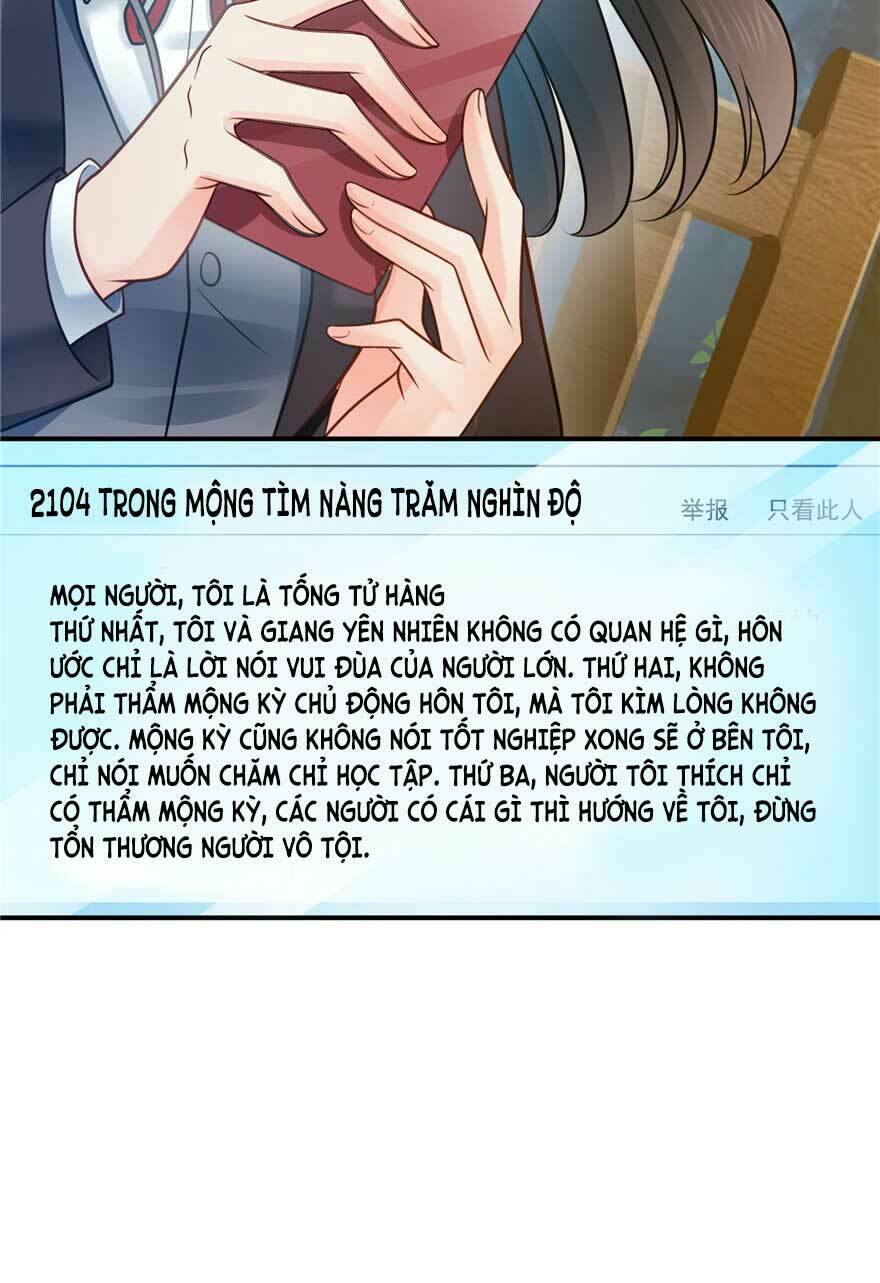 2104 TRONG MỘNG TÌM NÀNG TRĂM NGHÌN ĐỘ 举报 只看此人
MỌI NGƯỜI, TÔI LÀ TỐNG TỬ HÀNG
THỨ NHẤT, TÔI VÀ GIANG YÊN NHIÊN KHÔNG CÓ QUAN HỆ GÌ, HÔN
ƯỚC CHỈ LÀ LỜI NÓI VUI ĐÙA CỦA NGƯỜI LỚN. THỨ HAI, KHÔNG
PHẢI THẨM MỘNG KỲ CHỦ ĐỘNG HÔN TÔI, MÀ TÔI KÌM LÒNG KHÔNG
ĐƯỢC. MỘNG KỲ CŨNG KHÔNG NÓI TỐT NGHIỆP XONG SẼ Ở BÊN TÔI,
CHỈ NÓI MUỐN CHĂM CHỈ HỌC TẬP. THỨ BA, NGƯỜI TÔI THÍCH CHỈ
CÓ THẨM MỘNG KỲ, CÁC NGƯỜI CÓ CÁI GÌ THÌ HƯỚNG VỀ TÔI, ĐỪNG
TỔN THƯƠNG NGƯỜI VÔ TỘI.